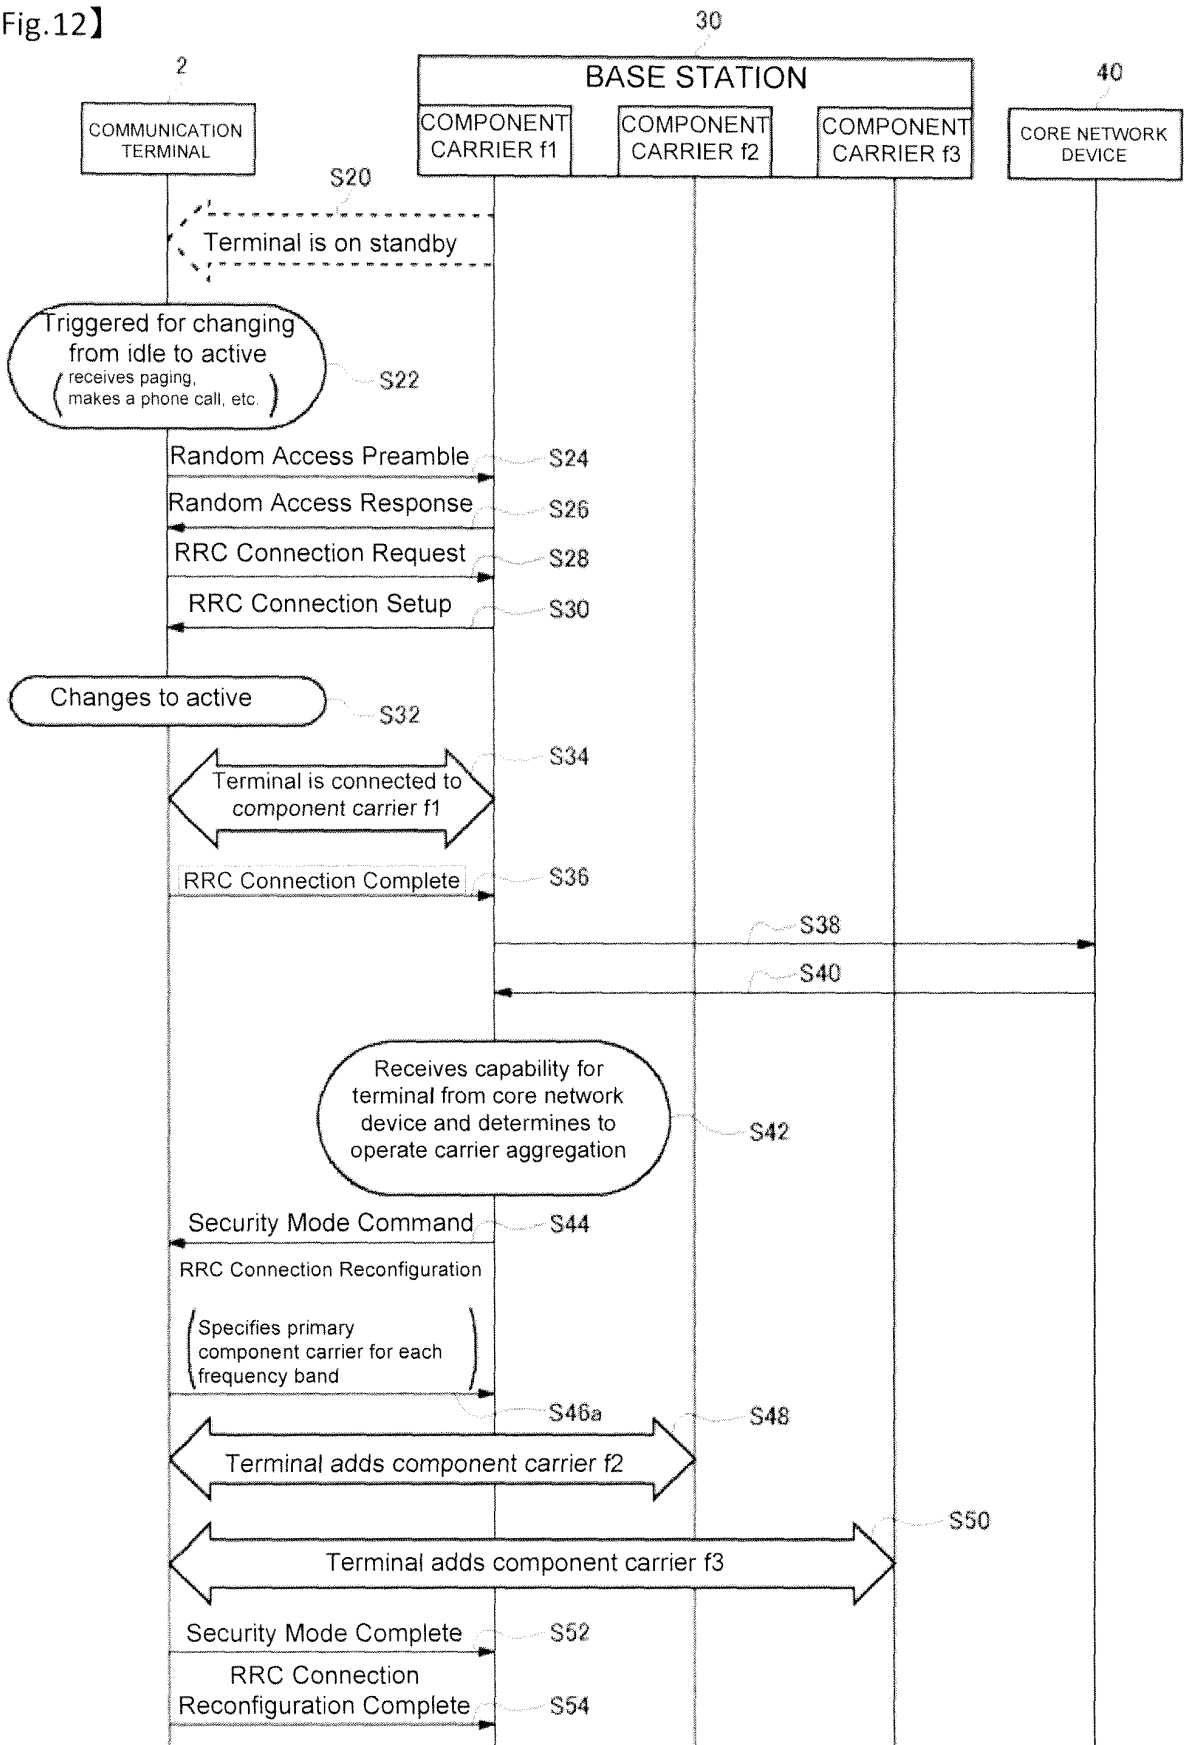 Fig.12】
30
2
40
BASE STATION
COMMUNICATION
TERMINAL
COMPONENT
CARRIER f1
COMPONENT
CARRIER f2
COMPONENT
CARRIER f3
CORE NETWORK
DEVICE
S20
Terminal is on standby
Triggered for changing
from idle to active
receives paging,
makes a phone call, etc.
S22
Random Access Preamble
S24
Random Access Response
S26
RRC Connection Request
S28
RRC Connection Setup
S30
Changes to active
S32
S34
Terminal is connected to
component carrier f1
RRC Connection Complete
S36
S38
S40
Receives capability for
terminal from core network
device and determines to
operate carrier aggregation
S42
Security Mode Command
S44
RRC Connection Reconfiguration
(Specifies primary
component carrier for each
frequency band)
S46a
S48
Terminal adds component carrier f2
S50
Terminal adds component carrier f3
Security Mode Complete
S52
RRC Connection
Reconfiguration Complete
S54